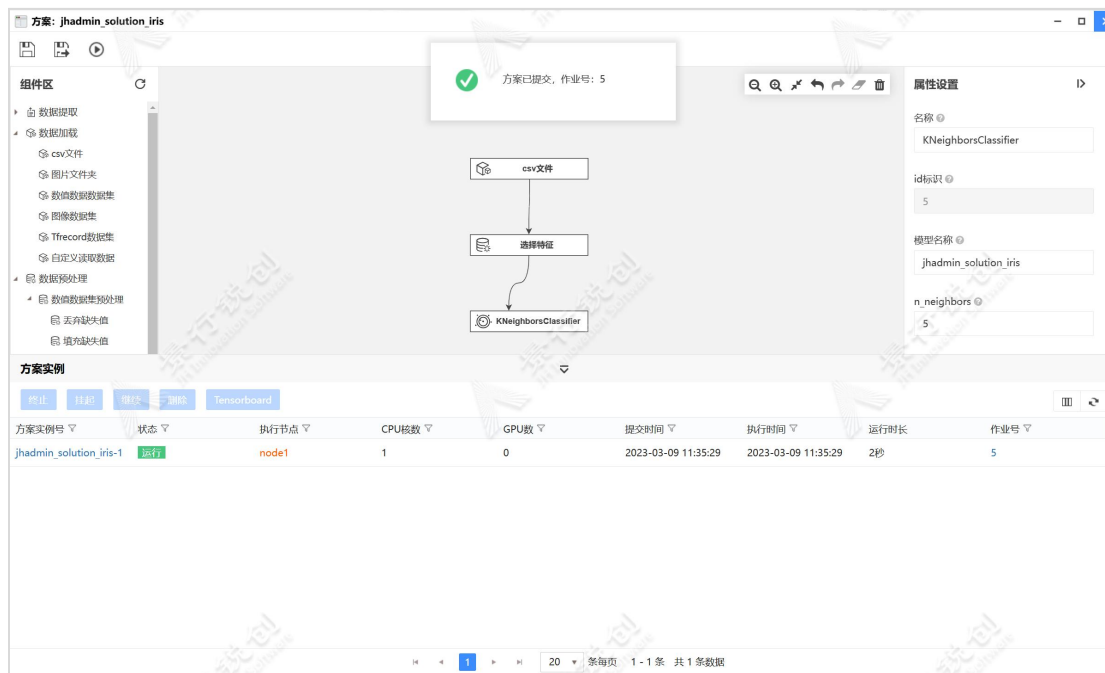 方案：jhadmin_solution_iris
方案已提交，作业号：5
组件区
数据提取
数据加载
csv文件
图片文件夹
数值数据数据集
图像数据集
Tfrecord数据集
自定义读取数据
数据预处理
数值数据集预处理
丢弃缺失值
填充缺失值
csv文件
选择特征
KNeighborsClassifier
属性设置
名称
KNeighborsClassifier
id标识
5
模型名称
jhadmin_solution_iris
n_neighbors
5
方案实例
终止 挂起 继续 删除 Tensorboard
方案实例号 状态 执行节点 CPU核数 GPU数 提交时间 执行时间 运行时长 作业号
jhadmin_solution_iris-1 运行 node1 1 0 2023-03-09 11:35:29 2023-03-09 11:35:29 2秒 5
1 20 条每页 1 - 1 条 共 1 条数据